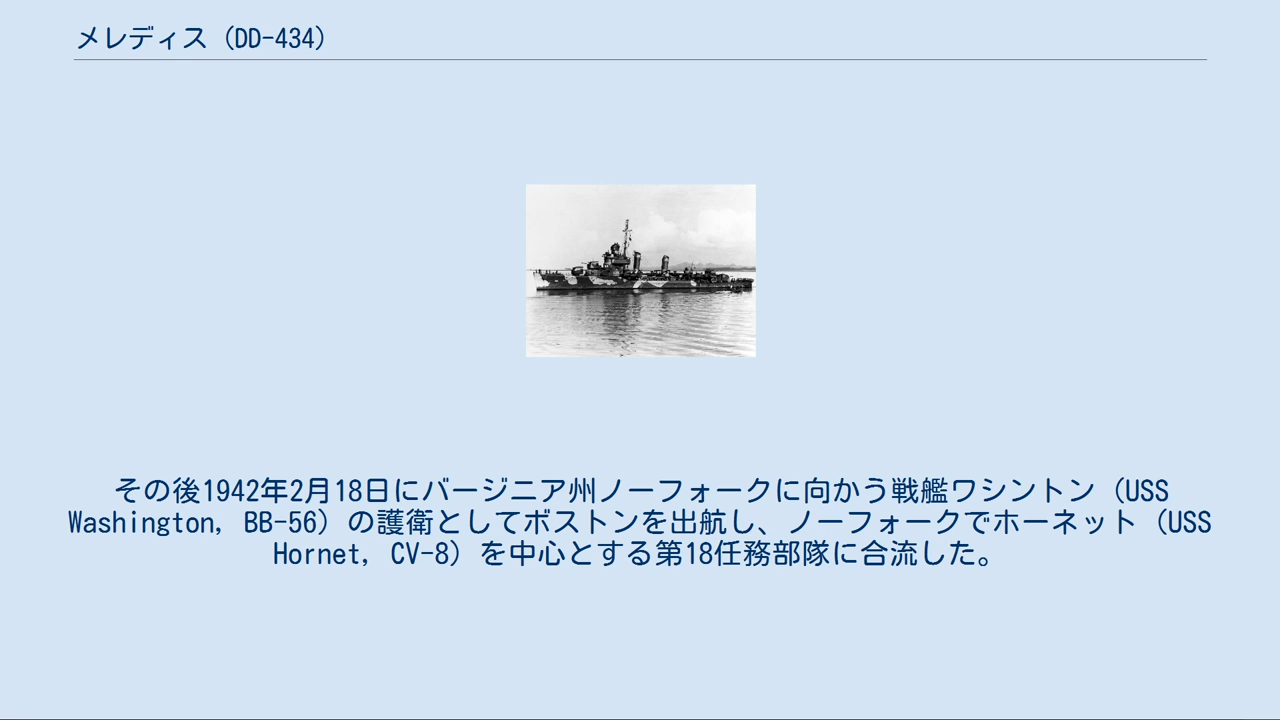 メレディス（DD-434）
その後1942年2月18日にバージニア州ノーフォークに向かう戦艦ワシントン（USS
Washington, BB-56）の護衛としてボストンを出航し、ノーフォークでホーネット（USS
Hornet, CV-8）を中心とする第18任務部隊に合流した。